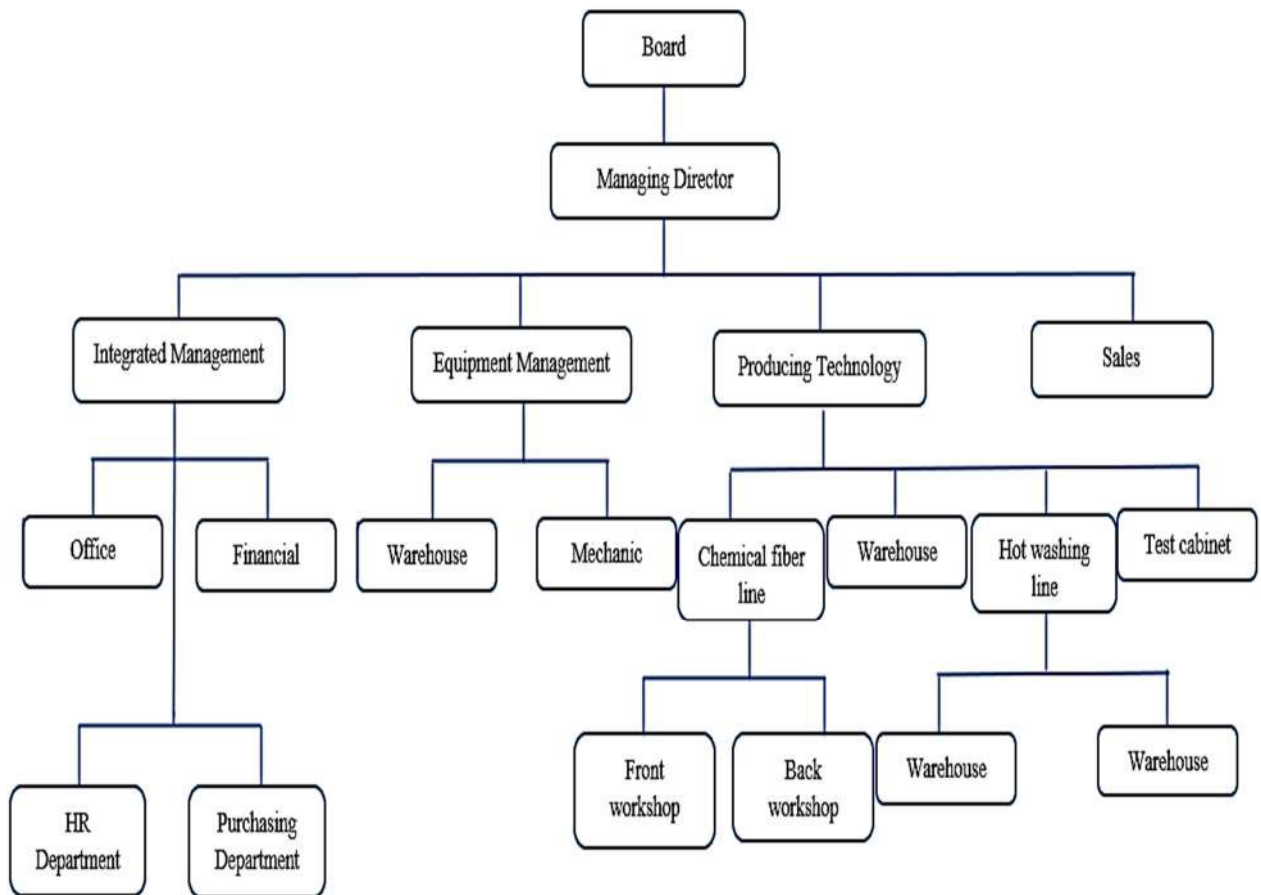 Board
Managing Director
Integrated Management
Equipment Management
Producing Technology
Sales
Office
Financial
Warehouse
Mechanic
Chemical fiber
line
Warehouse
Hot washing
line
Test cabinet
Front
workshop
Back
workshop
Warehouse
Warehouse
HR
Department
Purchasing
Department